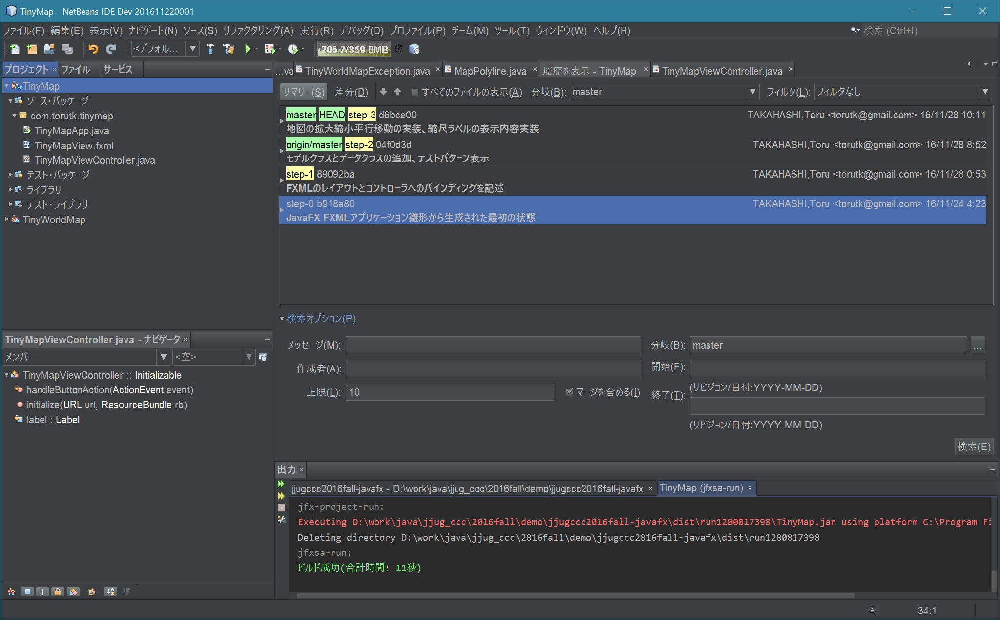 TinyMap - NetBeans IDE Dev 201611220001
ファイル(F) 編集(E) 表示(V) ナビゲート(N) ソース(S) リファクタリング(A) 実行(R) デバッグ(D) プロファイル(P) チーム(M) ツール(T) ウィンドウ(W) ヘルプ(H) 検索 (Ctrl+I)
<デフォル... 205.7/359.0MB
プロジェクト × ファイル サービス
TinyMap
ソース・パッケージ
com.torutk.tinymap
TinyMapApp.java
TinyMapView.fxml
TinyMapViewController.java
テスト・パッケージ
ライブラリ
テスト・ライブラリ
TinyWorldMap
...va TinyWorldMapException.java × MapPolyline.java × 履歴を表示 - TinyMap × TinyMapViewController.java ×
サマリー(S) 差分(D) すべてのファイルの表示(A) 分岐(B): master フィルタ(L): フィルタなし
master HEAD step-3 d6bce00 TAKAHASHI,Toru <torutk@gmail.com> 16/11/28 10:11
地図の拡大縮小平行移動の実装、縮尺ラベルの表示内容実装
origin/master step-2 04f0d3d TAKAHASHI,Toru <torutk@gmail.com> 16/11/28 8:52
モデルクラスとデータクラスの追加、テストパターン表示
step-1 89092ba TAKAHASHI,Toru <torutk@gmail.com> 16/11/28 0:53
FXMLのレイアウトとコントローラへのバインディングを記述
step-0 b918a80 TAKAHASHI,Toru <torutk@gmail.com> 16/11/24 4:23
JavaFX FXMLアプリケーション雛形から生成された最初の状態
検索オプション(P)
メッセージ(M): 分岐(B): master ...
作成者(A): 開始(F):
(リビジョン/日付:YYYY-MM-DD)
上限(L): 10 マージを含める(I) 終了(T):
(リビジョン/日付:YYYY-MM-DD)
検索(E)
TinyMapViewController.java - ナビゲータ ×
メンバー <空>
TinyMapViewController :: Initializable
handleButtonAction(ActionEvent event)
initialize(URL url, ResourceBundle rb)
label : Label
出力 ×
jjugccc2016fall-javafx - D:\work\java\jjug_ccc\2016fall\demo\jjugccc2016fall-javafx × TinyMap (jfxsa-run) ×
jfx-project-run:
Executing D:\work\java\jjug_ccc\2016fall\demo\jjugccc2016fall-javafx\dist\run1200817398\TinyMap.jar using platform C:\Program Fi
Deleting directory D:\work\java\jjug_ccc\2016fall\demo\jjugccc2016fall-javafx\dist\run1200817398
jfxsa-run:
ビルド成功(合計時間: 11秒)
4 34:1